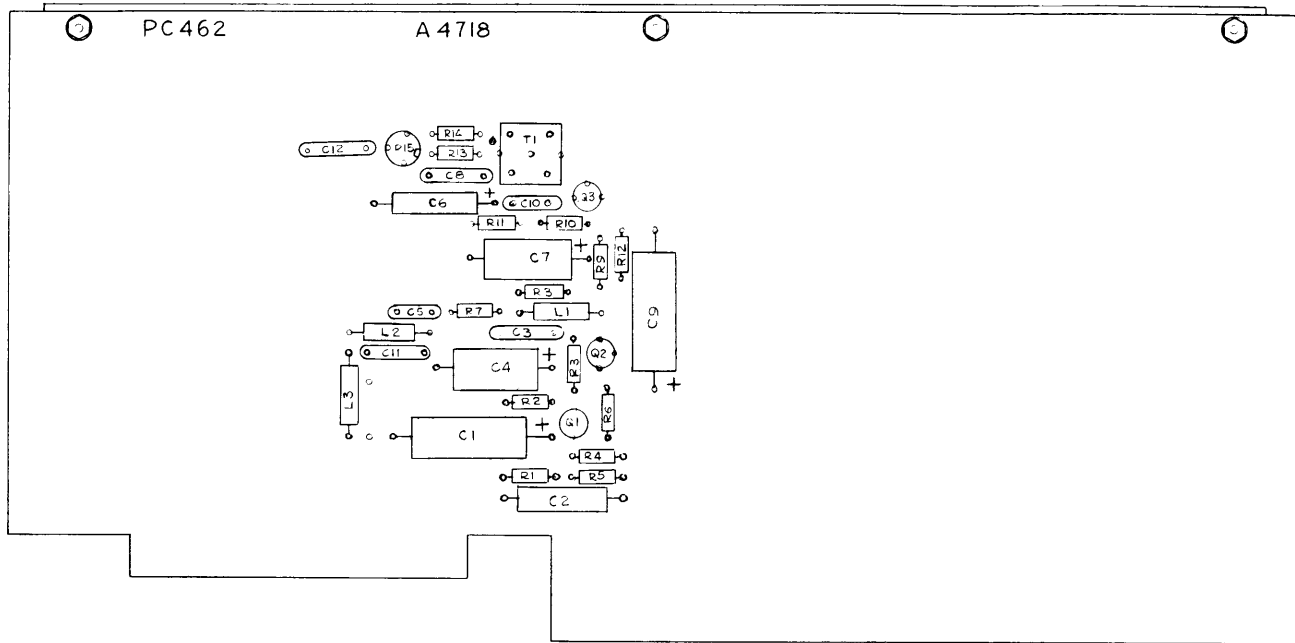 PC462 A4718
R14 T1
C12 R15 R13
C8
C6 + C10 Q3
R11 R10
C7 + R9 R12
R3
C5 R7 L1 C9
L2 C3
C11 Q2
C4 + R3
L3 +
R2 R6
C1 + Q1
R4
R1 R5
C2